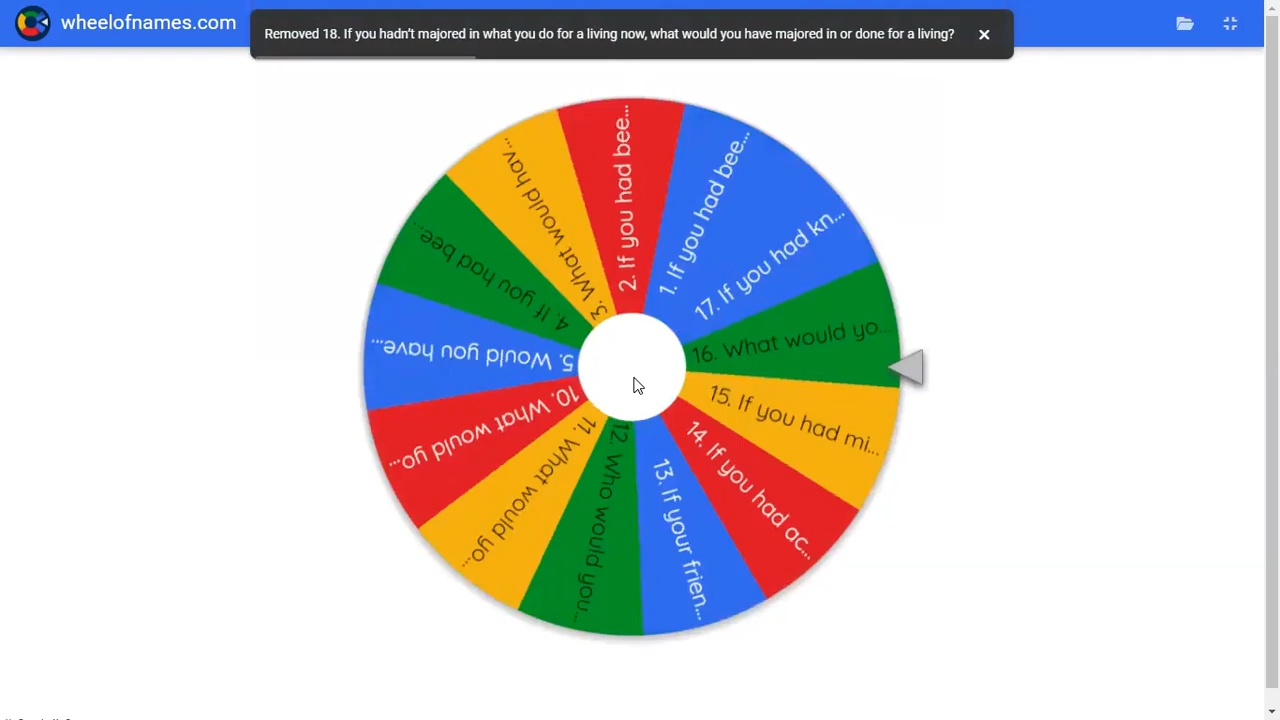 wheelofnames.com
Removed 18. If you hadn't majored in what you do for a living now, what would you have majored in or done for a living?
1. If you had bee...
2. If you had bee...
3. What would hav...
4. If you had bee...
5. Would you have...
10. What would yo...
11. What would yo...
12. Who would you...
13. If your frien...
14. If you had ac...
15. If you had mi...
16. What would yo...
17. If you had kn...